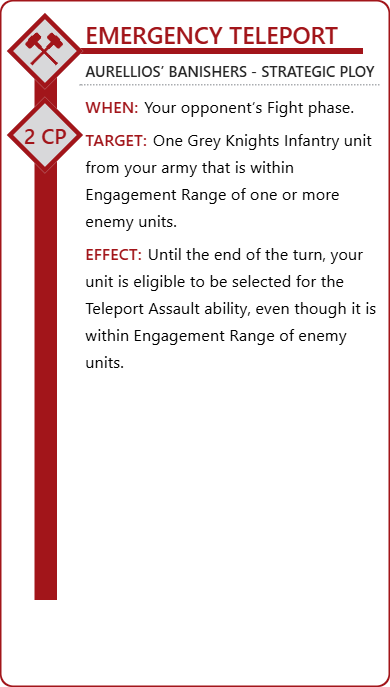 EMERGENCY TELEPORT
AURELLIOS’ BANISHERS - STRATEGIC PLOY
WHEN: Your opponent’s Fight phase.
2 CP
TARGET: One Grey Knights Infantry unit
from your army that is within
Engagement Range of one or more
enemy units.
EFFECT: Until the end of the turn, your
unit is eligible to be selected for the
Teleport Assault ability, even though it is
within Engagement Range of enemy
units.